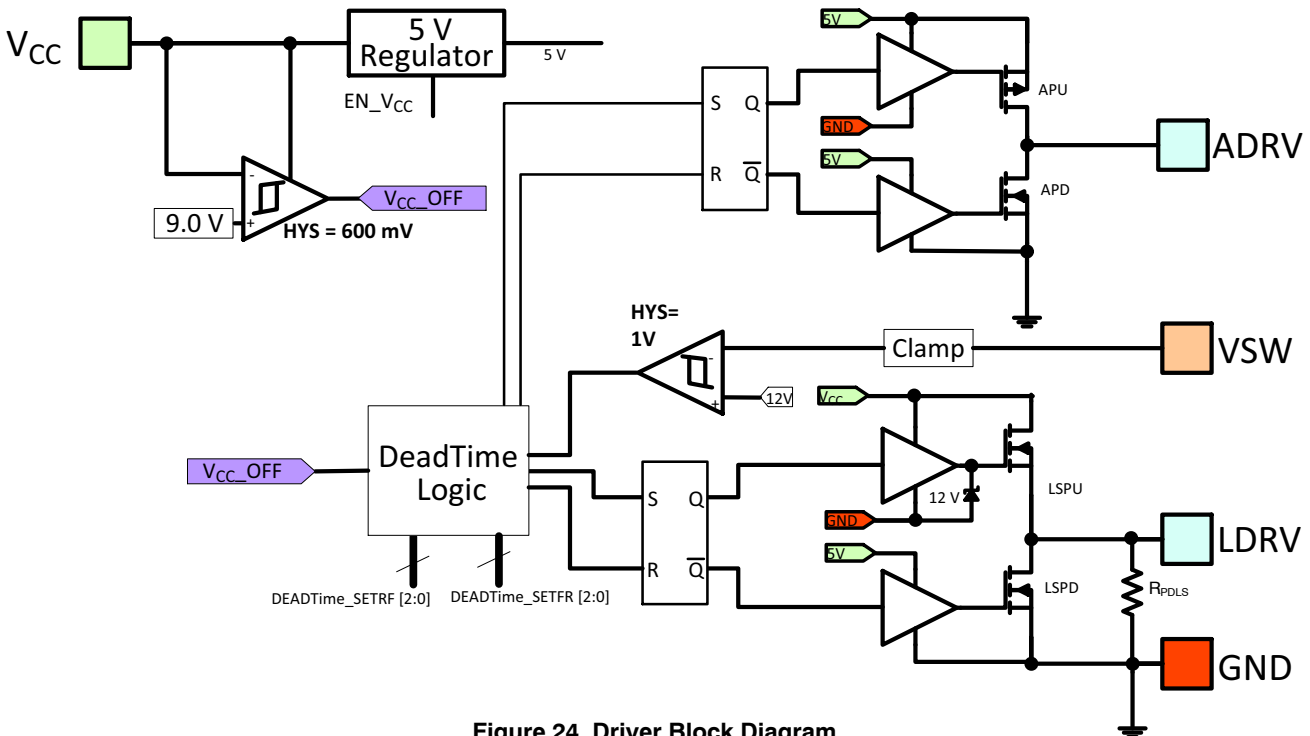 VCC
5 V
Regulator
5 V
EN_VCC
9.0 V
-
+
HYS = 600 mV
VCC_OFF
S Q
R Q
5V
GND
5V
APU
APD
ADRV
HYS=
1V
-
+
12V
Clamp
VSW
VCC_OFF
DeadTime
Logic
DEADTime_SETRF [2:0]
DEADTime_SETFR [2:0]
S Q
R Q
VCC
GND
12 V
5V
LSPU
LSPD
LDRV
RPDLS
GND
Figure 24. Driver Block Diagram